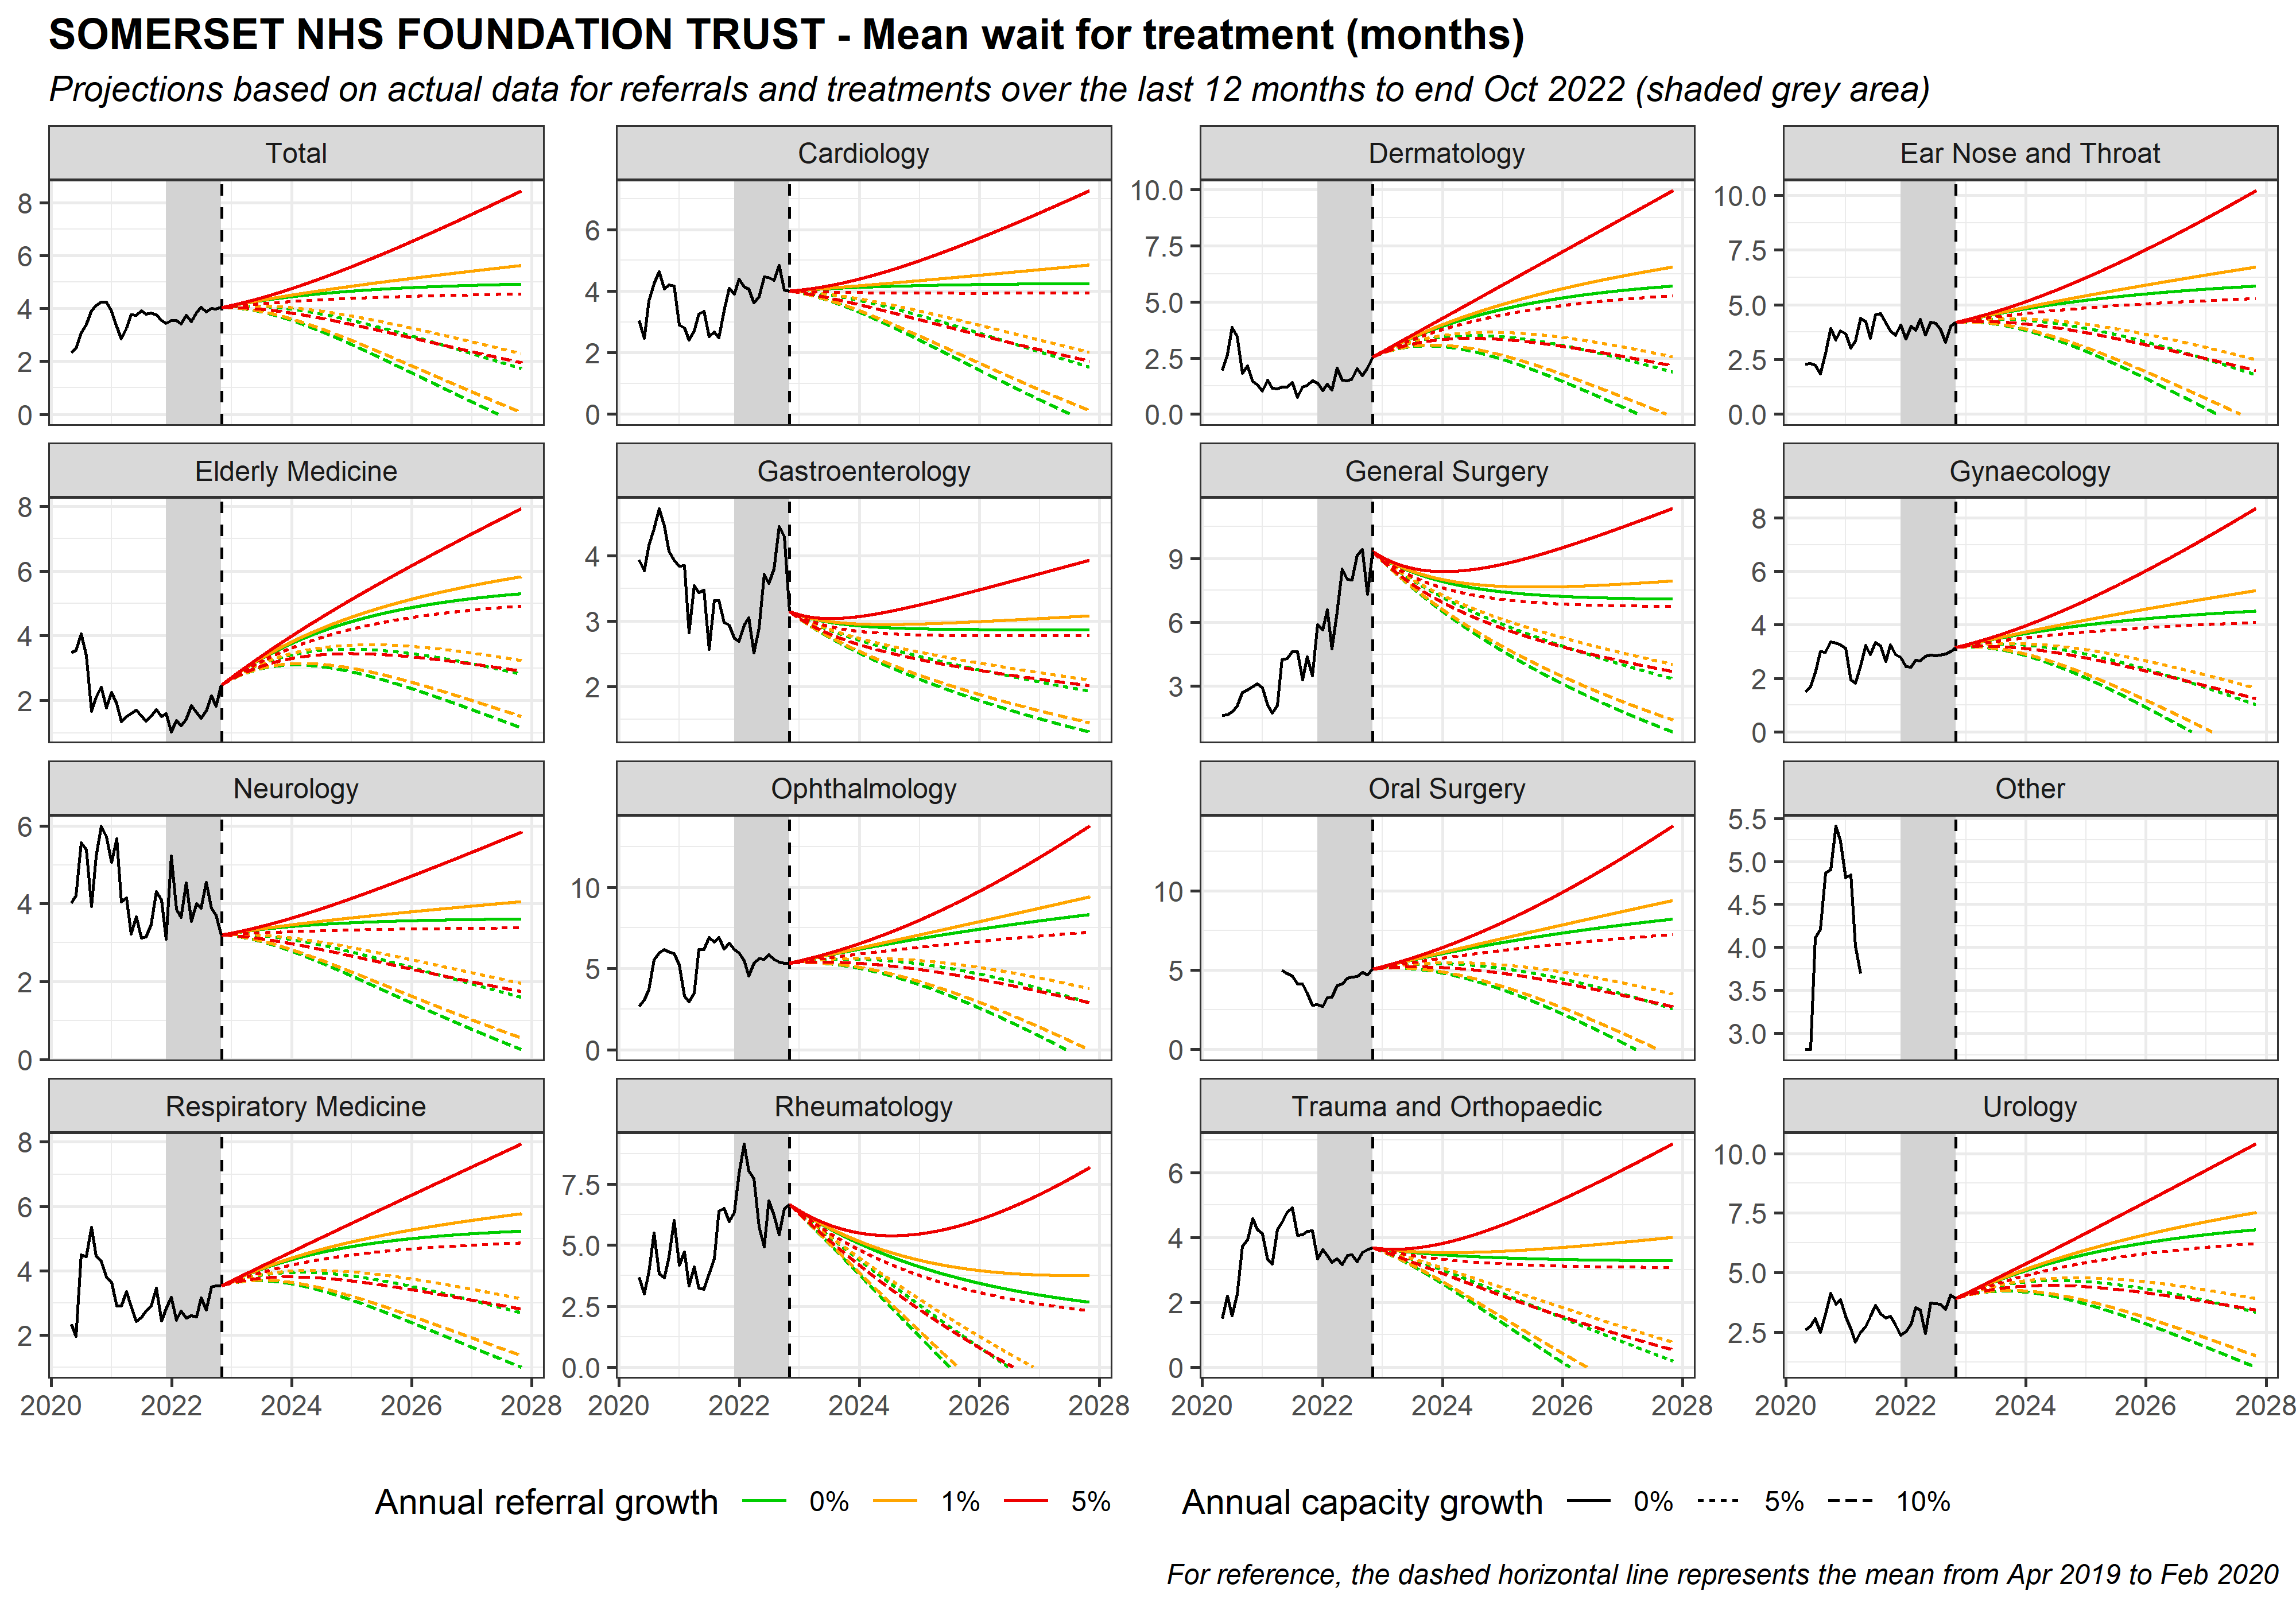 SOMERSET NHS FOUNDATION TRUST - Mean wait for treatment (months)
Projections based on actual data for referrals and treatments over the last 12 months to end Oct 2022 (shaded grey area)
Total Cardiology Dermatology Ear Nose and Throat
8 6 4 2 0
6 4 2 0
10.0 7.5 5.0 2.5 0.0
10.0 7.5 5.0 2.5 0.0
Elderly Medicine Gastroenterology General Surgery Gynaecology
8 6 4 2
4 3 2
9 6 3
8 6 4 2 0
Neurology Ophthalmology Oral Surgery Other
6 4 2 0
10 5 0
10 5 0
5.5 5.0 4.5 4.0 3.5 3.0
Respiratory Medicine Rheumatology Trauma and Orthopaedic Urology
8 6 4 2
7.5 5.0 2.5 0.0
6 4 2 0
10.0 7.5 5.0 2.5
2020 2022 2024 2026 2028 2020 2022 2024 2026 2028 2020 2022 2024 2026 2028 2020 2022 2024 2026 2028
Annual referral growth 0% 1% 5% Annual capacity growth 0% 5% 10%
For reference, the dashed horizontal line represents the mean from Apr 2019 to Feb 2020